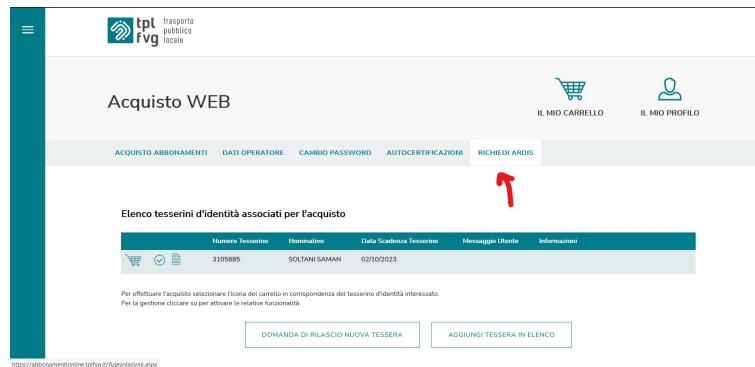 tpl fvg trasporto pubblico locale
Acquisto WEB
IL MIO CARRELLO IL MIO PROFILO
ACQUISTO ABBONAMENTI DATI OPERATORE CAMBIO PASSWORD AUTOCERTIFICAZIONI RICHIEDI ARDIS
Elenco tesserini d'identità associati per l'acquisto
Numero Tesserino Nominativo Data Scadenza Tesserino Messaggio Utente Informazioni
3105885 SOLTANI SAMAN 02/10/2023
Per effettuare l'acquisto selezionare l'icona del carrello in corrispondenza del tesserino d'identità interessato.
Per la gestione cliccare su per attivare le relative funzionalità.
DOMANDA DI RILASCIO NUOVA TESSERA AGGIUNGI TESSERA IN ELENCO
https://abbonamentionline.tplfvg.it/Agevolazioni.aspx